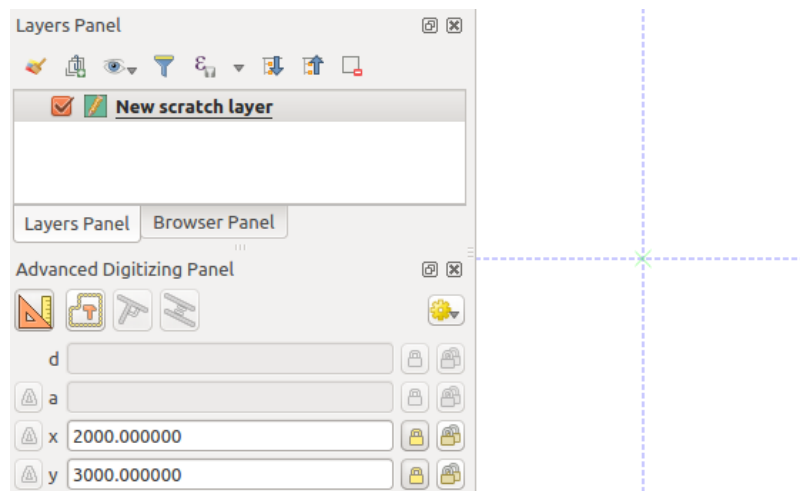 Layers Panel
New scratch layer
Layers Panel
Browser Panel
Advanced Digitizing Panel
d
a
x 2000.000000
y 3000.000000